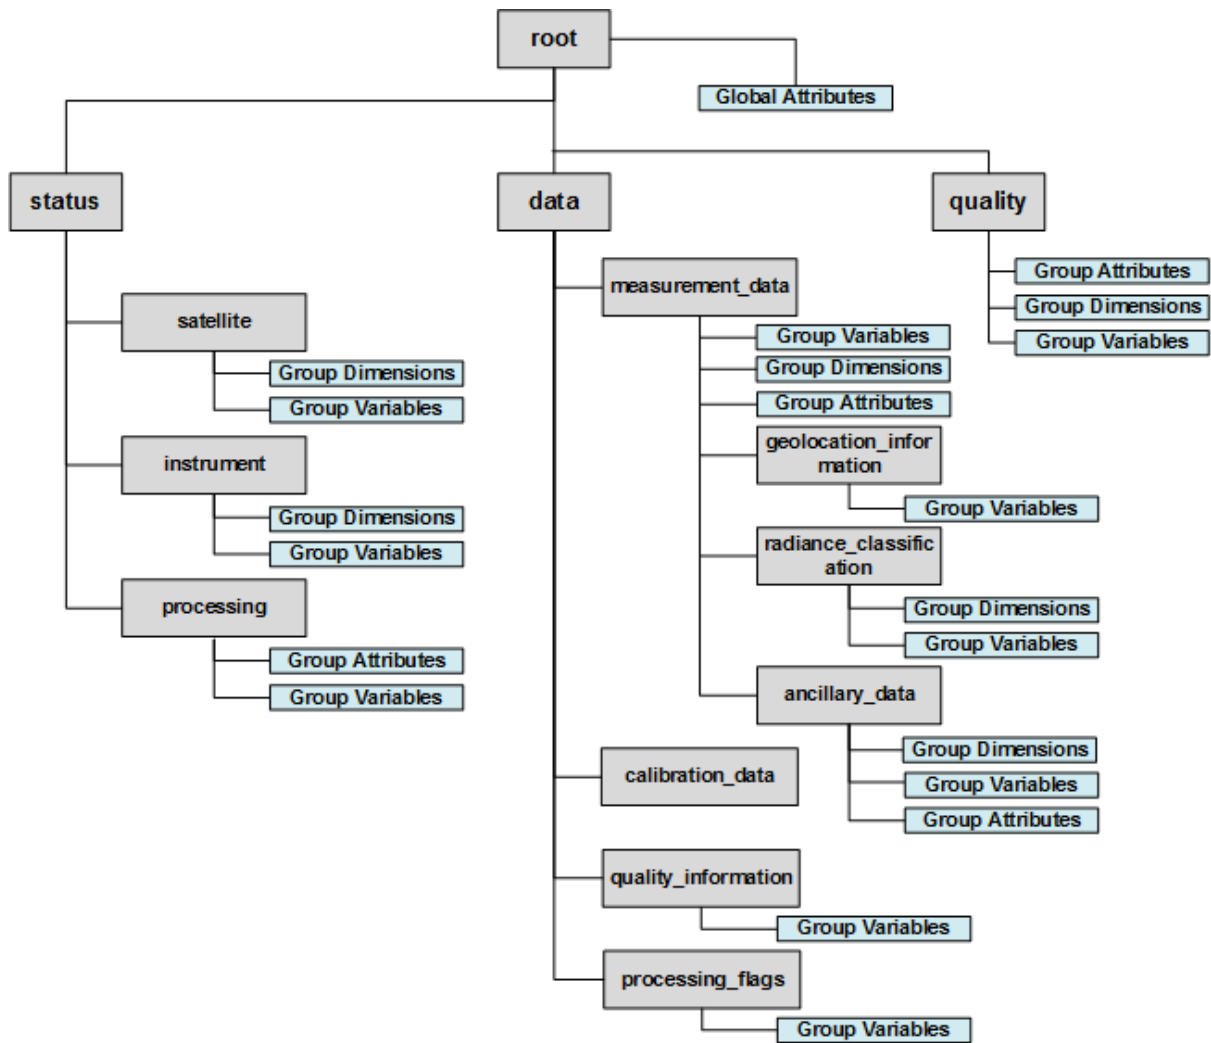 root
Global Attributes
status
data
quality
satellite
Group Dimensions
Group Variables
instrument
Group Dimensions
Group Variables
processing
Group Attributes
Group Variables
measurement_data
Group Variables
Group Dimensions
Group Attributes
geolocation_infor
mation
Group Variables
radiance_classific
ation
Group Dimensions
Group Variables
ancillary_data
Group Dimensions
Group Variables
Group Attributes
calibration_data
quality_information
Group Variables
processing_flags
Group Variables
Group Attributes
Group Dimensions
Group Variables